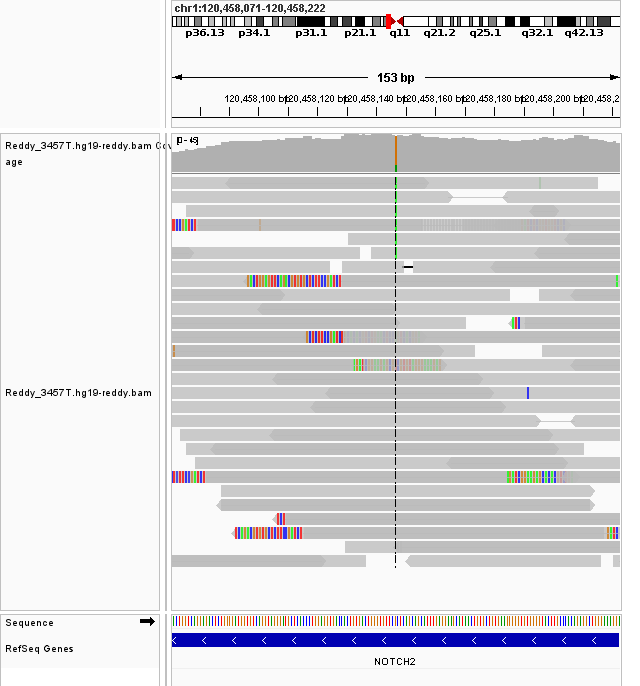 chr1:120,458,071-120,458,222
p36.13 p34.1 p31.1 p21.1 q11 q21.2 q25.1 q32.1 q42.13
153 bp
120,458,100 bp 120,458,120 bp 120,458,140 bp 120,458,160 bp 120,458,180 bp 120,458,200 bp 120,458,2
Reddy_3457T.hg19-reddy.bam Cov
age
Reddy_3457T.hg19-reddy.bam
Sequence
RefSeq Genes
NOTCH2